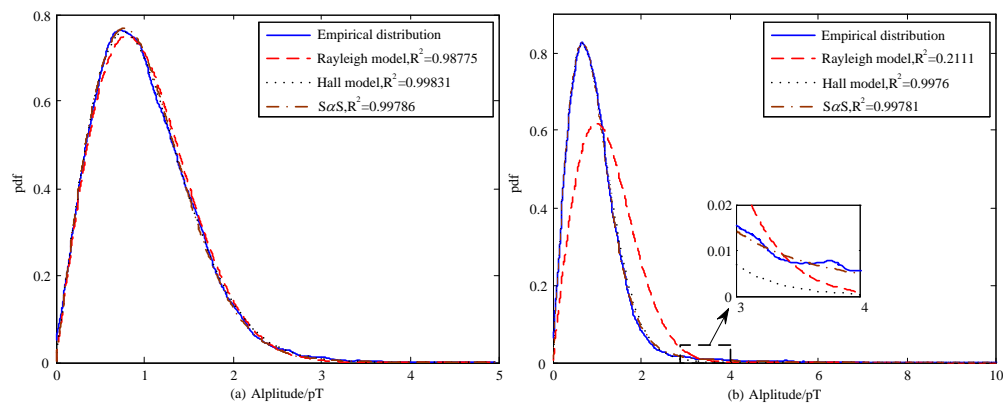 0.8
0.6
0.4
0.2
0
pdf
0
1
2
3
4
5
(a) Alplitude/pT
Empirical distribution
Rayleigh model,R²=0.98775
Hall model,R²=0.99831
SαS,R²=0.99786
0.8
0.6
0.4
0.2
0
pdf
0
2
4
6
8
10
(b) Alplitude/pT
Empirical distribution
Rayleigh model,R²=0.2111
Hall model,R²=0.9976
SαS,R²=0.99781
0.02
0.01
0
3
4